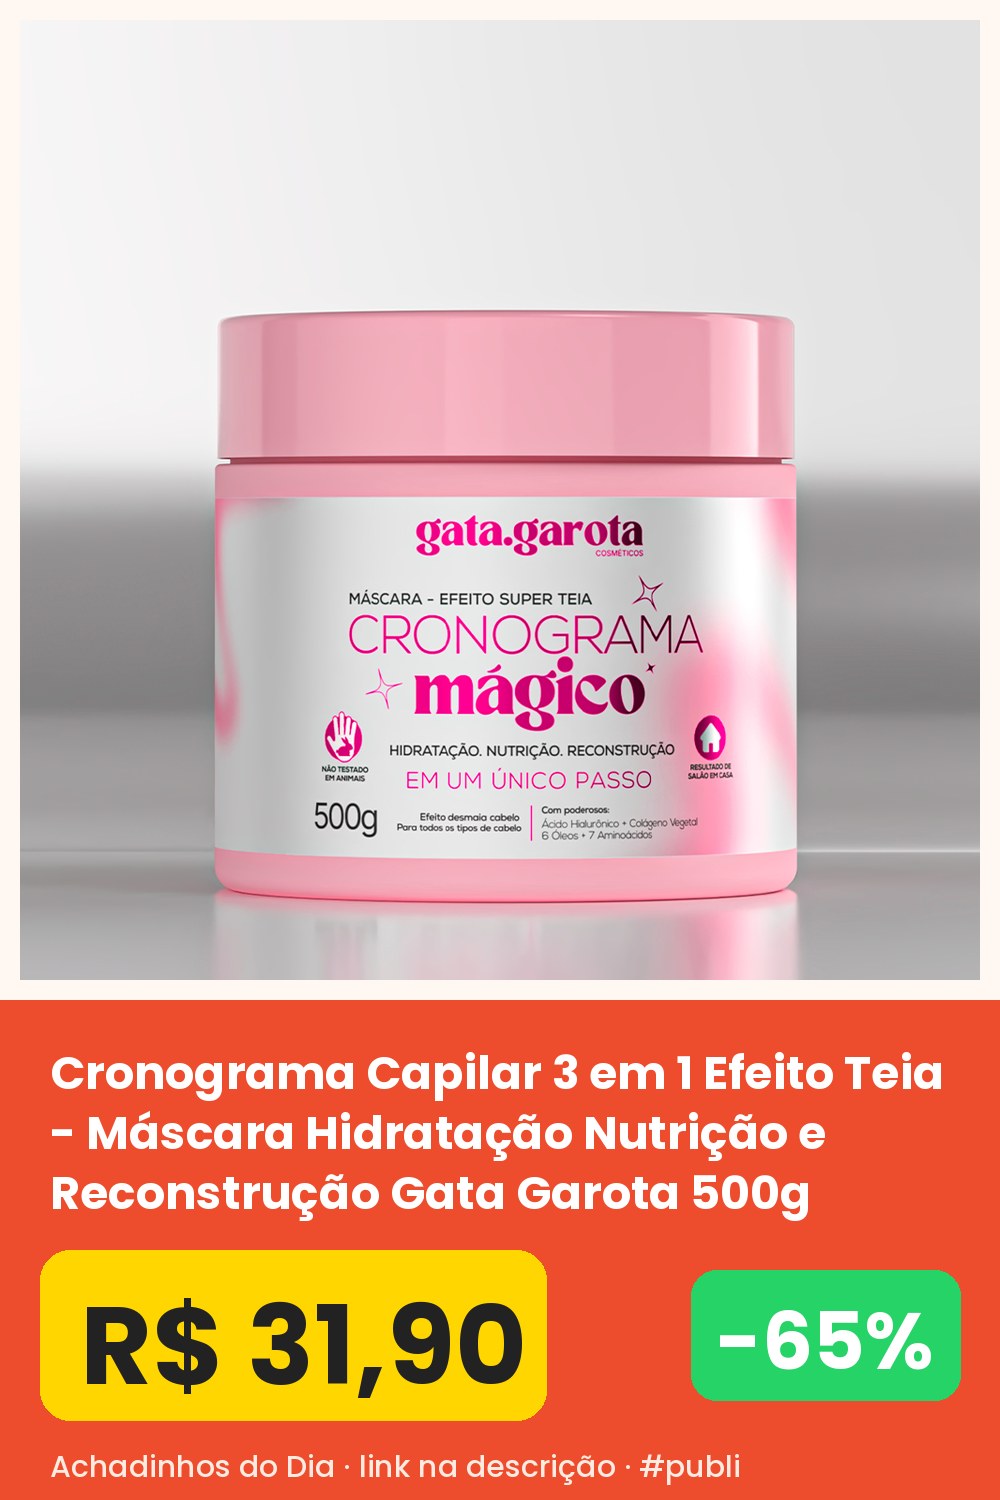 gata.garota
COSMÉTICOS
MÁSCARA - EFEITO SUPER TEIA
CRONOGRAMA
mágico
HIDRATAÇÃO. NUTRIÇÃO. RECONSTRUÇÃO
EM UM ÚNICO PASSO
NÃO TESTADO
EM ANIMAIS
RESULTADO DE
SALÃO EM CASA
500g
Efeito desmaia cabelo
Para todos os tipos de cabelo
Com poderosos:
Ácido Hialurônico + Colágeno Vegetal
6 Óleos + 7 Aminoácidos
Cronograma Capilar 3 em 1 Efeito Teia
- Máscara Hidratação Nutrição e
Reconstrução Gata Garota 500g
R$ 31,90
-65%
Achadinhos do Dia · link na descrição · #publi